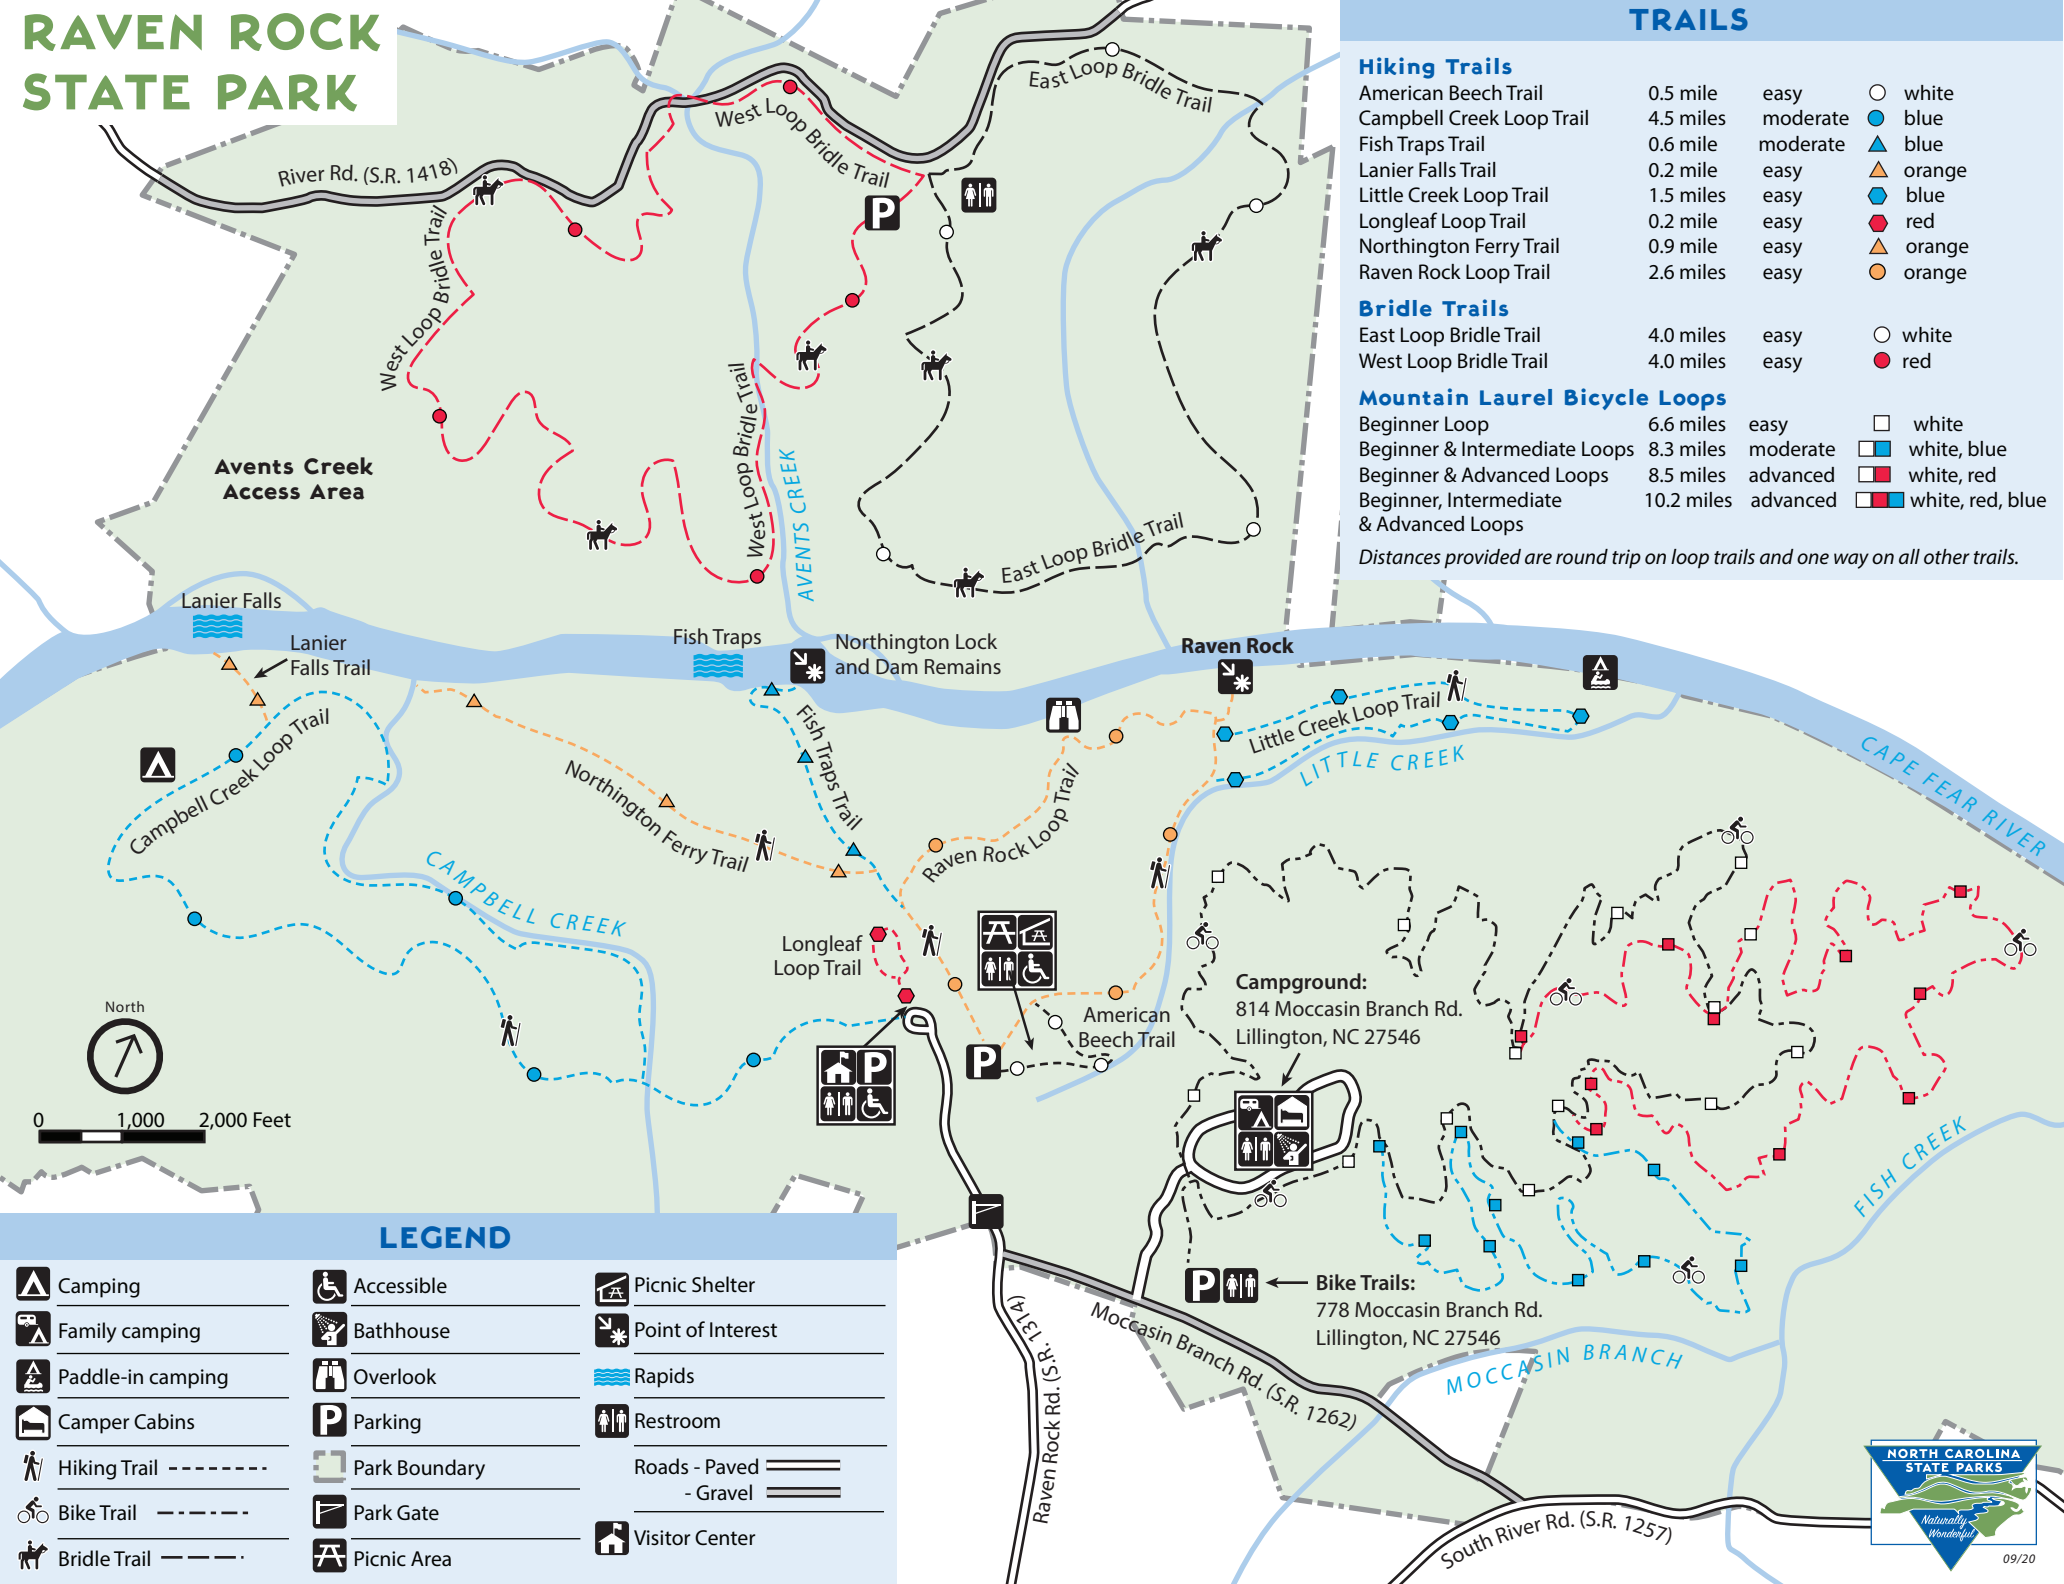 RAVEN ROCK
STATE PARK
TRAILS
Hiking Trails
American Beech Trail 0.5 mile easy white
Campbell Creek Loop Trail 4.5 miles moderate blue
Fish Traps Trail 0.6 mile moderate blue
Lanier Falls Trail 0.2 mile easy orange
Little Creek Loop Trail 1.5 miles easy blue
Longleaf Loop Trail 0.2 mile easy red
Northington Ferry Trail 0.9 mile easy orange
Raven Rock Loop Trail 2.6 miles easy orange
Bridle Trails
East Loop Bridle Trail 4.0 miles easy white
West Loop Bridle Trail 4.0 miles easy red
Mountain Laurel Bicycle Loops
Beginner Loop 6.6 miles easy white
Beginner & Intermediate Loops 8.3 miles moderate white, blue
Beginner & Advanced Loops 8.5 miles advanced white, red
Beginner, Intermediate 10.2 miles advanced white, red, blue
& Advanced Loops
Distances provided are round trip on loop trails and one way on all other trails.
East Loop Bridle Trail
West Loop Bridle Trail
River Rd. (S.R. 1418)
P
West Loop Bridle Trail
West Loop Bridle Trail
Avents Creek
Access Area
AVENTS CREEK
East Loop Bridle Trail
Lanier Falls
Lanier
Falls Trail
Fish Traps
Northington Lock
and Dam Remains
Raven Rock
Little Creek Loop Trail
LITTLE CREEK
CAPE FEAR RIVER
Campbell Creek Loop Trail
Northington Ferry Trail
Fish Traps Trail
Raven Rock Loop Trail
CAMPBELL CREEK
Longleaf
Loop Trail
American
Beech Trail
P
P
Campground:
814 Moccasin Branch Rd.
Lillington, NC 27546
North
0 1,000 2,000 Feet
FISH CREEK
P
Bike Trails:
778 Moccasin Branch Rd.
Lillington, NC 27546
MOCCASIN BRANCH
Moccasin Branch Rd. (S.R. 1262)
Raven Rock Rd. (S.R. 1314)
South River Rd. (S.R. 1257)
LEGEND
Camping
Family camping
Paddle-in camping
Camper Cabins
Hiking Trail
Bike Trail
Bridle Trail
Accessible
Bathhouse
Overlook
P Parking
Park Boundary
Park Gate
Picnic Area
Picnic Shelter
Point of Interest
Rapids
Restroom
Roads - Paved
- Gravel
Visitor Center
NORTH CAROLINA
STATE PARKS
Naturally
Wonderful
09/20